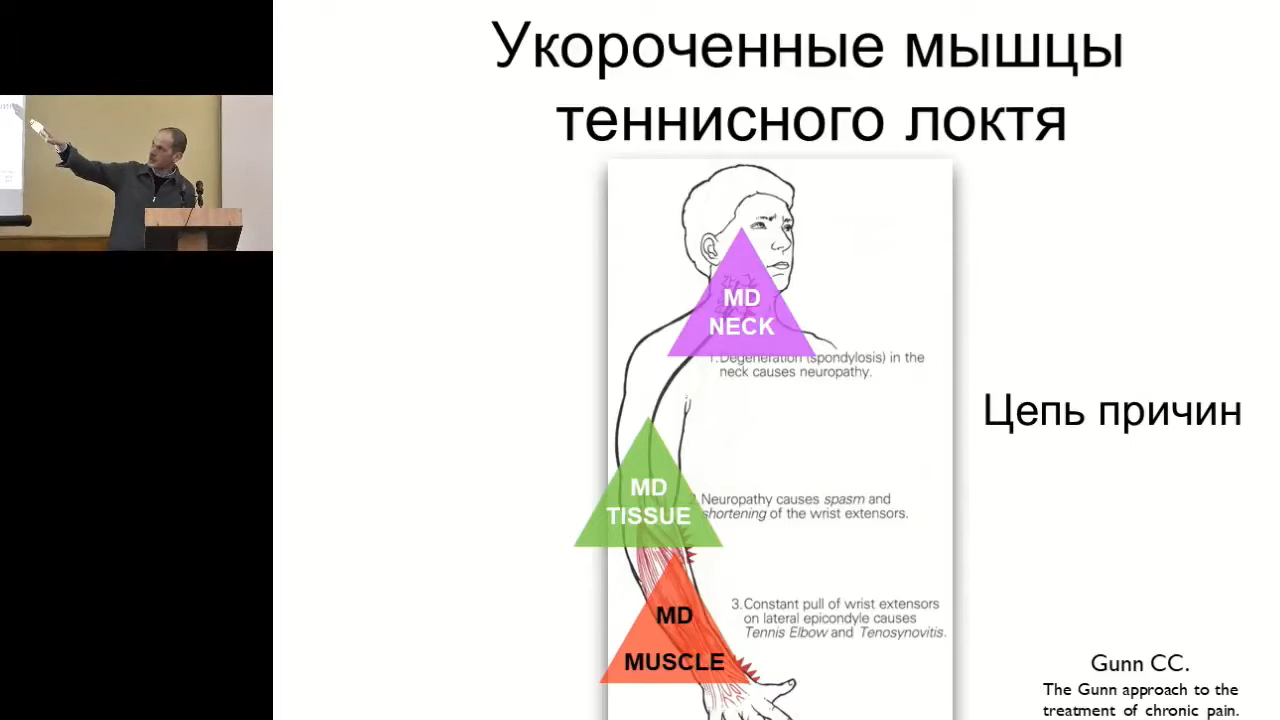 Укороченные мышцы
теннисного локтя
MD
NECK
1. Degeneration (spondylosis) in the
neck causes neuropathy.
Цепь причин
MD
TISSUE
2. Neuropathy causes spasm and
shortening of the wrist extensors.
MD
MUSCLE
3. Constant pull of wrist extensors
on lateral epicondyle causes
Tennis Elbow and Tenosynovitis.
Gunn CC.
The Gunn approach to the
treatment of chronic pain.